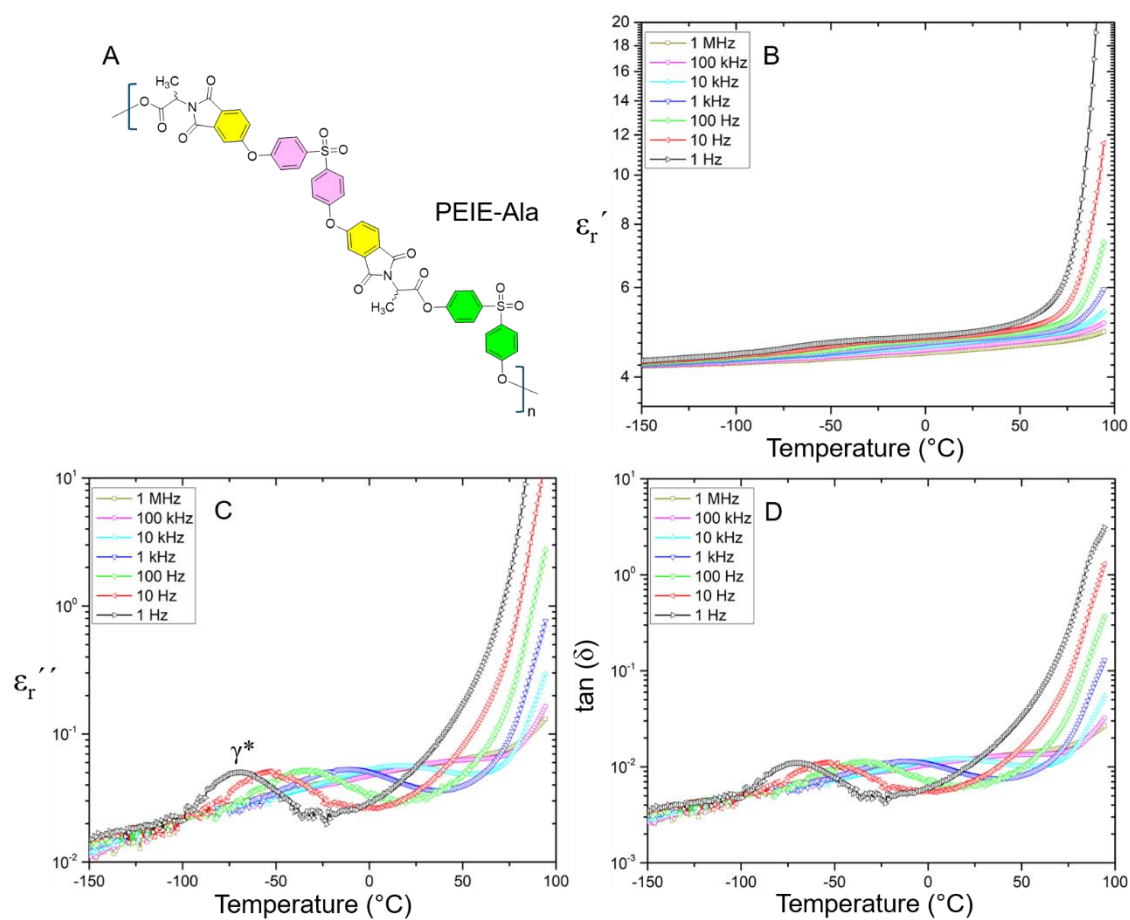 A
H₃C
O
O
N
O
O
O
O
S
O
O
PEIE-Ala
O
O
O
N
O
H₃C
O
O
S
O
O
O
n
B
1 MHz
100 kHz
10 kHz
1 kHz
100 Hz
10 Hz
1 Hz
εr′
20
18
16
14
12
10
8
6
4
-150
-100
-50
0
50
100
Temperature (°C)
C
1 MHz
100 kHz
10 kHz
1 kHz
100 Hz
10 Hz
1 Hz
εr′′
γ*
10¹
10⁰
10⁻¹
10⁻²
-150
-100
-50
0
50
100
Temperature (°C)
D
1 MHz
100 kHz
10 kHz
1 kHz
100 Hz
10 Hz
1 Hz
tan (δ)
10¹
10⁰
10⁻¹
10⁻²
10⁻³
-150
-100
-50
0
50
100
Temperature (°C)